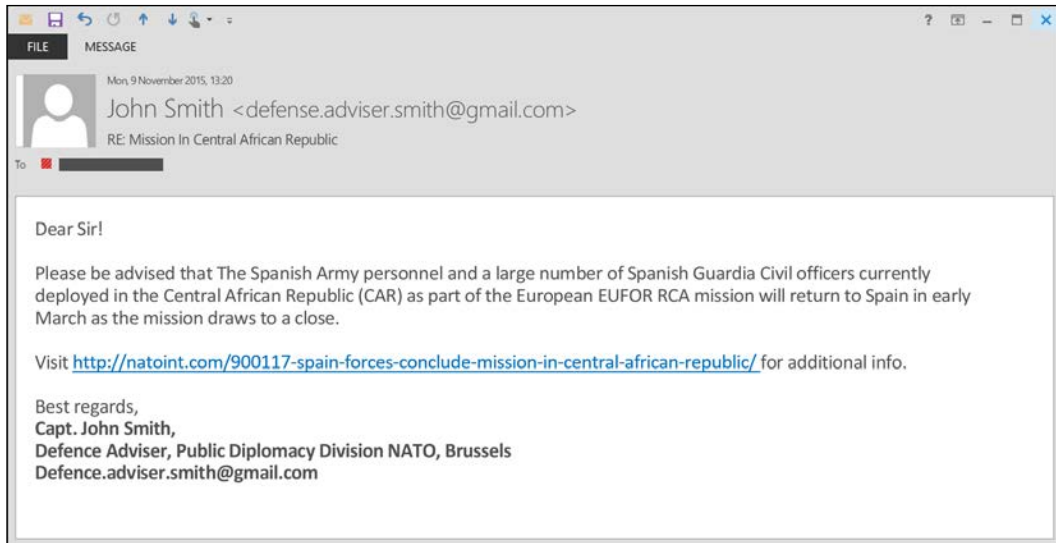 ?
FILE MESSAGE
Mon, 9 November 2015, 13:20
John Smith <defense.adviser.smith@gmail.com>
RE: Mission In Central African Republic
To
Dear Sir!
Please be advised that The Spanish Army personnel and a large number of Spanish Guardia Civil officers currently
deployed in the Central African Republic (CAR) as part of the European EUFOR RCA mission will return to Spain in early
March as the mission draws to a close.
Visit http://natoint.com/900117-spain-forces-conclude-mission-in-central-african-republic/ for additional info.
Best regards,
Capt. John Smith,
Defence Adviser, Public Diplomacy Division NATO, Brussels
Defence.adviser.smith@gmail.com